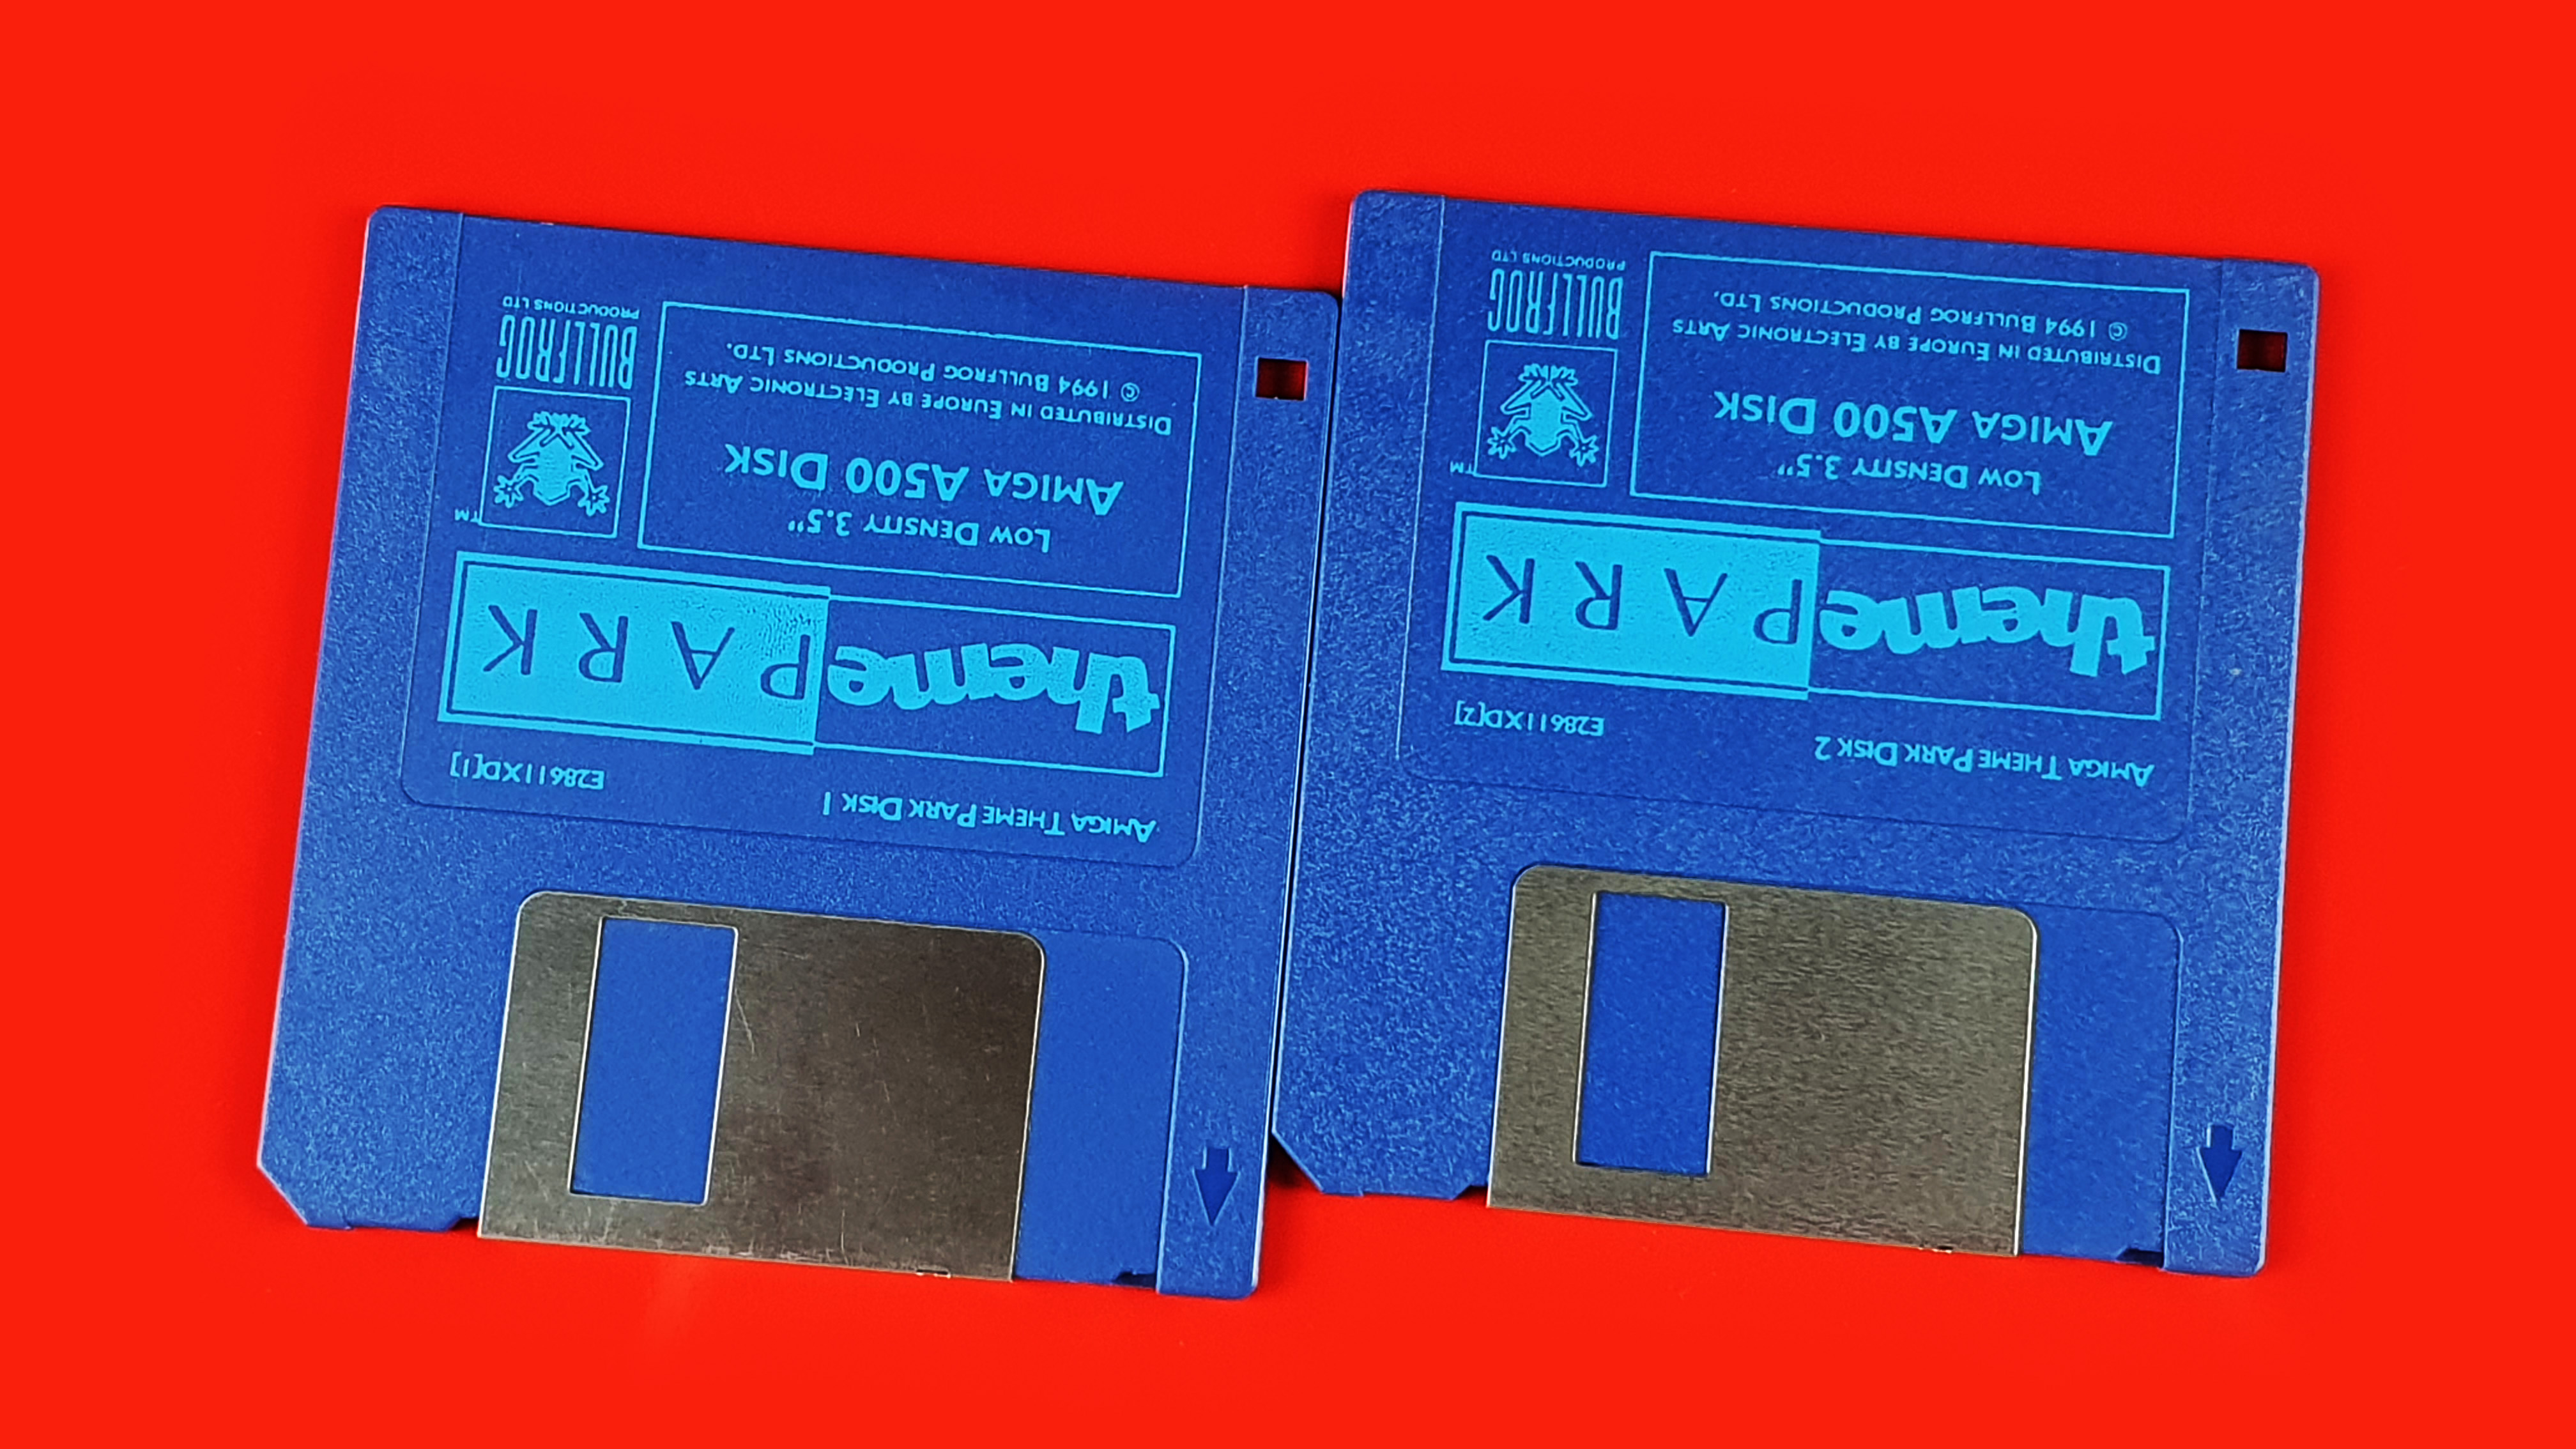 AMIGA THEME PARK DISK 1
E28611XD[1]
theme PARK
LOW DENSITY 3.5"
AMIGA A500 DISK
DISTRIBUTED IN EUROPE BY ELECTRONIC ARTS
© 1994 BULLFROG PRODUCTIONS LTD.
TM
BULLFROG
PRODUCTIONS LTD
AMIGA THEME PARK DISK 2
E28611XD[2]
theme PARK
LOW DENSITY 3.5"
AMIGA A500 DISK
DISTRIBUTED IN EUROPE BY ELECTRONIC ARTS
© 1994 BULLFROG PRODUCTIONS LTD.
TM
BULLFROG
PRODUCTIONS LTD